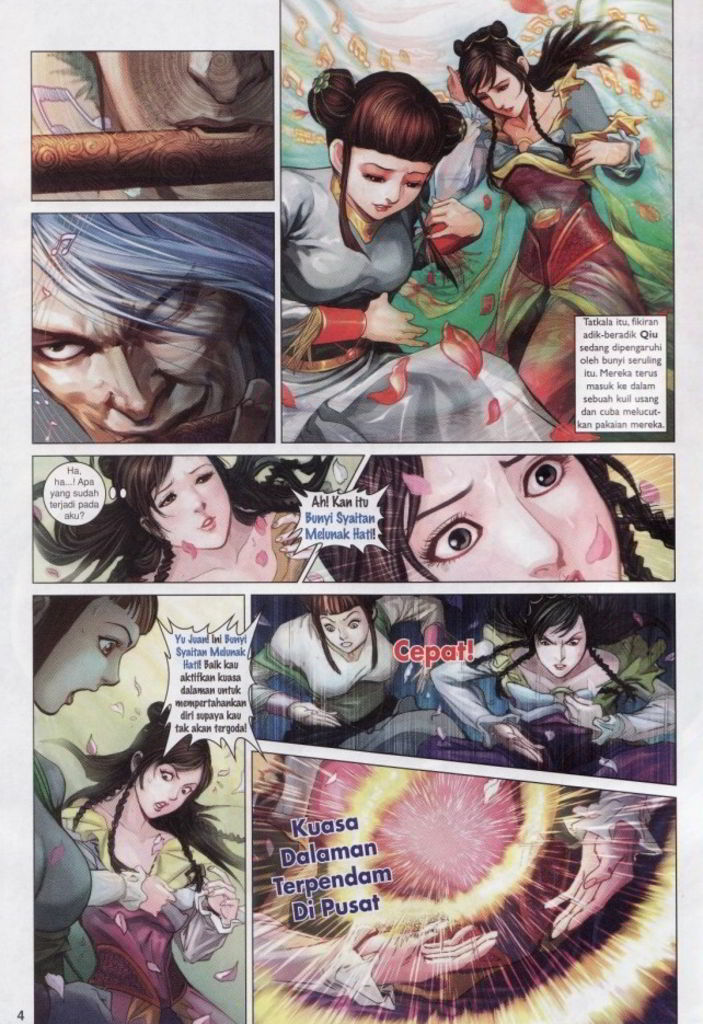 Tatkala itu, fikiran
adik-beradik Qiu
sedang dipengaruhi
oleh bunyi seruling
itu. Mereka terus
masuk ke dalam
sebuah kuil usang
dan cuba melucut-
kan pakaian mereka.
Ha,
ha...! Apa
yang sudah
terjadi pada
aku?
Ah! Kan itu
Bunyi Syaitan
Melunak Hati!
Yu Juan! Ini Bunyi
Syaitan Melunak
Hati! Baik kau
aktifkan kuasa
dalaman untuk
mempertahankan
diri supaya kau
tak akan tergoda!
Cepat!
Kuasa
Dalaman
Terpendam
Di Pusat
4